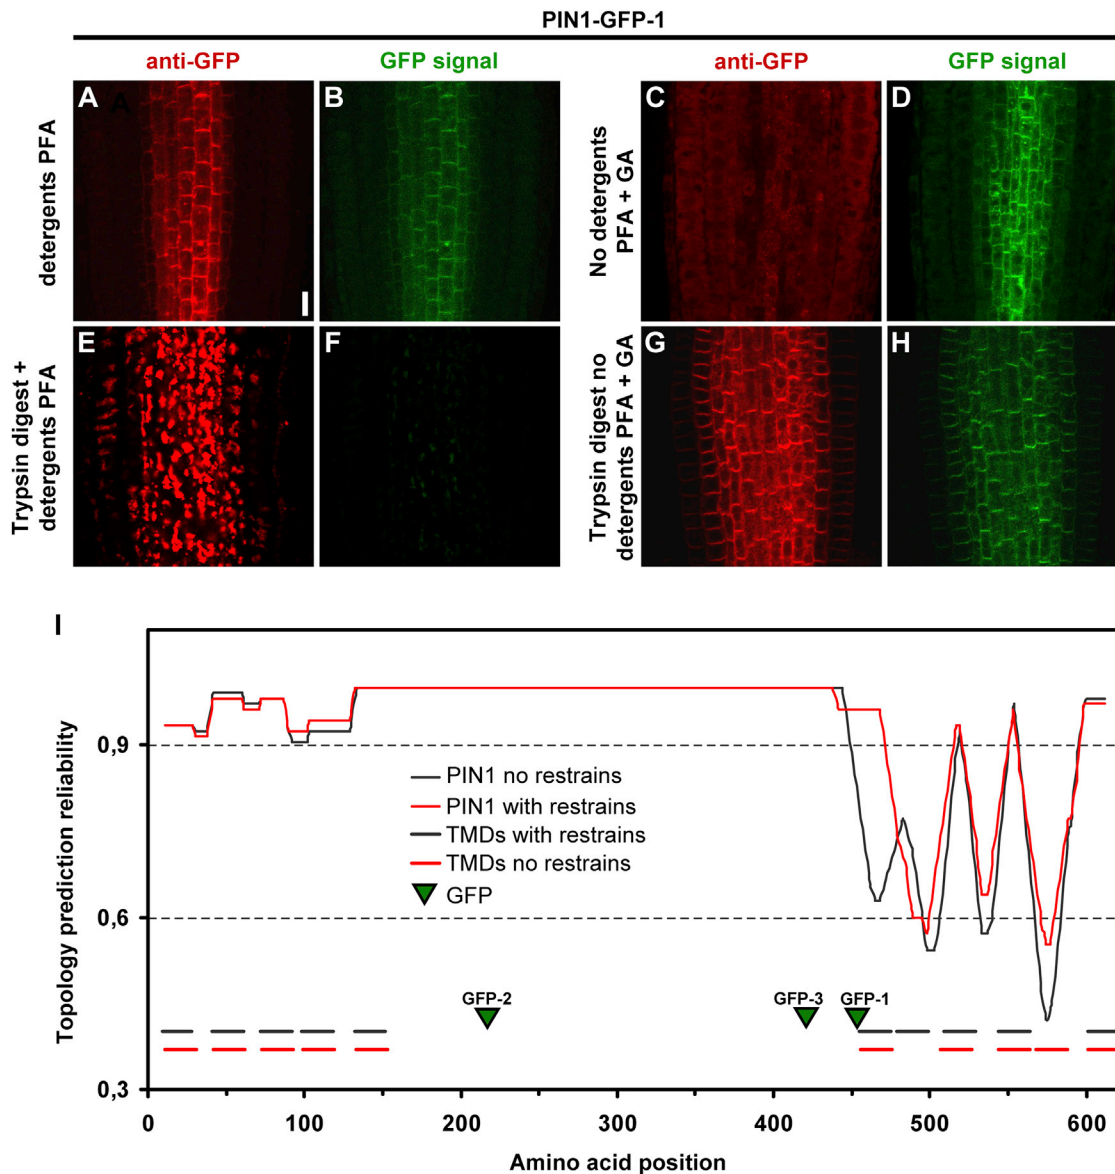 PIN1-GFP-1
anti-GFP GFP signal anti-GFP GFP signal
detergents PFA
A A
B
No detergents
PFA + GA
C
D
Trypsin digest +
detergents PFA
E
F
Trypsin digest no
detergents PFA + GA
G
H
I
Topology prediction reliability
0,9
0,6
0,3
PIN1 no restrains
PIN1 with restrains
TMDs with restrains
TMDs no restrains
GFP
GFP-2 GFP-3 GFP-1
0 100 200 300 400 500 600
Amino acid position